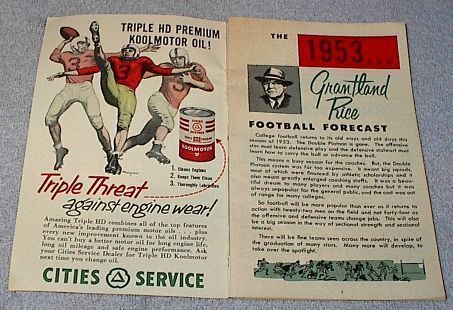 TRIPLE HD PREMIUM
KOOLMOTOR OIL!
3
3
KOOLMOTOR
1. Cleans Engines
2. Keeps Them Clean
3. Thoroughly Lubricates
Triple Threat
against engine wear!
Amazing Triple HD combines all of the top features
of America's leading premium motor oils . . . plus
every new improvement known to the oil industry.
You can't buy a better motor oil for long engine life,
long oil mileage and safe engine performance. Ask
your Cities Service Dealer for Triple HD Koolmotor
next time you change oil.
CITIES SERVICE
THE
1953...
Grantland
Rice
FOOTBALL FORECAST
College football returns to its old ways and old days this
season of 1953. The Double Platoon is gone. The offensive
star must learn defensive play and the defensive stalwart must
learn how to carry the ball or advance the ball.
This means a busy season for the coaches. But, the Double
Platoon system was far too expensive. It meant big squads,
most of which were financed by athletic scholarships and it
also meant greatly enlarged coaching staffs. It was a beau-
tiful dream to many players and many coaches but it was
always unpopular for the general public, and the cost was out
of range for many colleges.
So football will be more popular than ever as it returns to
action with twenty-two men on the field and not forty-four as
the offensive and defensive teams change jobs. This will also
be a big season in the way of sectional strength and sectional
interest.
There will be fine teams seen across the country, in spite of
the graduation of many stars. Many more will develop, to
take over the spotlight.